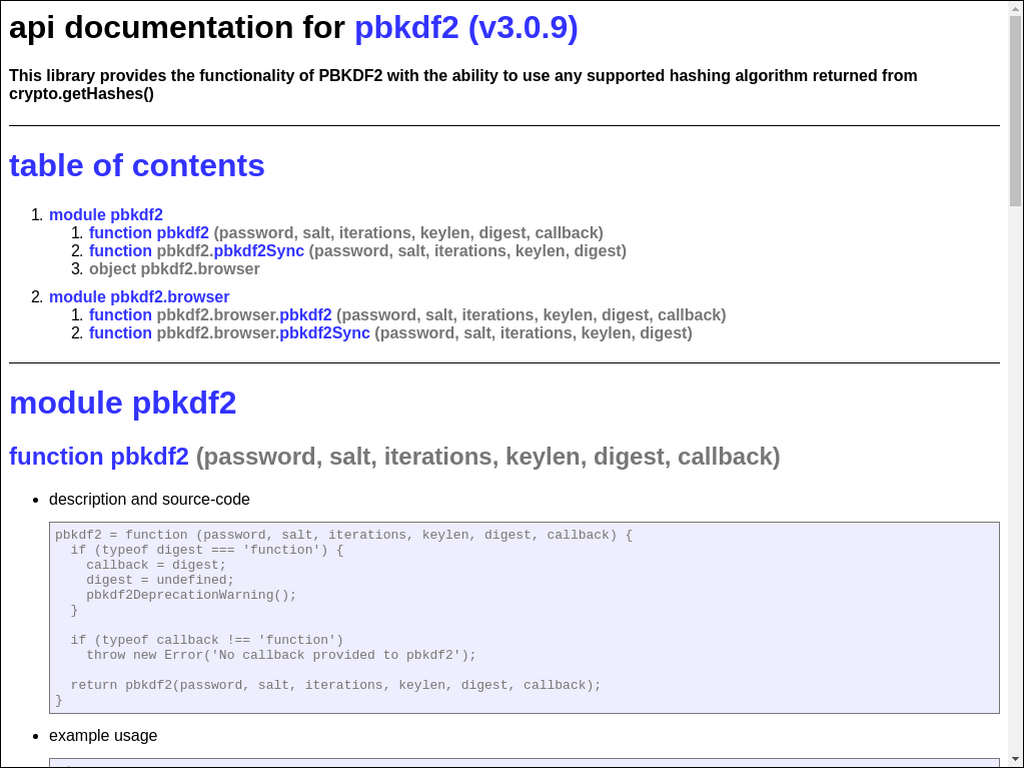 api documentation for pbkdf2 (v3.0.9)
This library provides the functionality of PBKDF2 with the ability to use any supported hashing algorithm returned from
crypto.getHashes()
table of contents
1. module pbkdf2
1. function pbkdf2 (password, salt, iterations, keylen, digest, callback)
2. function pbkdf2.pbkdf2Sync (password, salt, iterations, keylen, digest)
3. object pbkdf2.browser
2. module pbkdf2.browser
1. function pbkdf2.browser.pbkdf2 (password, salt, iterations, keylen, digest, callback)
2. function pbkdf2.browser.pbkdf2Sync (password, salt, iterations, keylen, digest)
module pbkdf2
function pbkdf2 (password, salt, iterations, keylen, digest, callback)
• description and source-code
pbkdf2 = function (password, salt, iterations, keylen, digest, callback) {
  if (typeof digest === 'function') {
    callback = digest;
    digest = undefined;
    pbkdf2DeprecationWarning();
  }
  if (typeof callback !== 'function')
    throw new Error('No callback provided to pbkdf2');
  return pbkdf2(password, salt, iterations, keylen, digest, callback);
}
• example usage